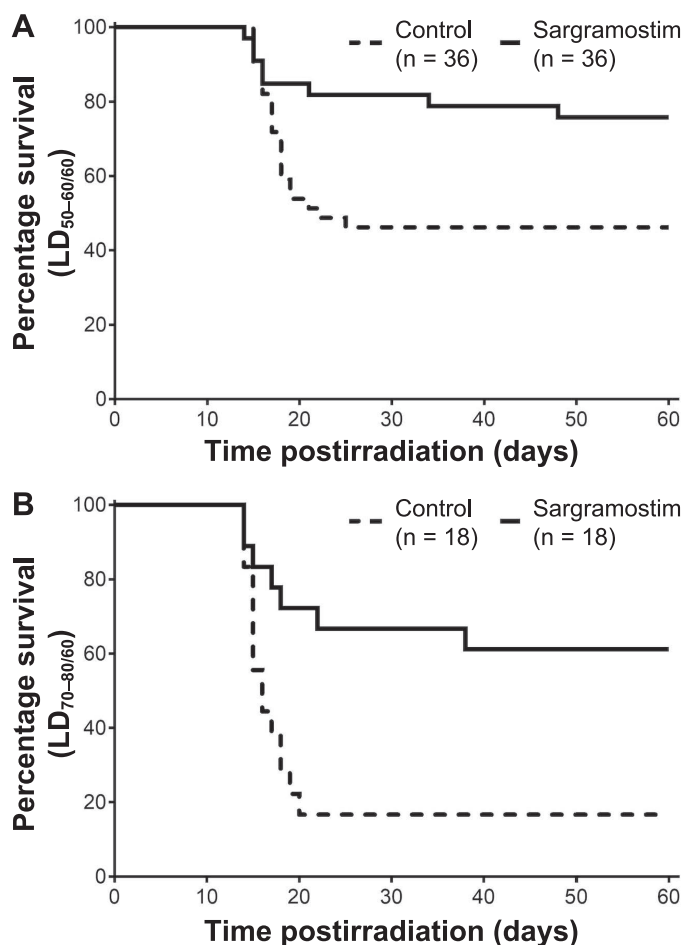 A
Control
(n = 36)
Sargramostim
(n = 36)
Percentage survival
(LD50–60/60)
100
80
60
40
20
0
0 10 20 30 40 50 60
Time postirradiation (days)
B
Control
(n = 18)
Sargramostim
(n = 18)
Percentage survival
(LD70–80/60)
100
80
60
40
20
0
0 10 20 30 40 50 60
Time postirradiation (days)